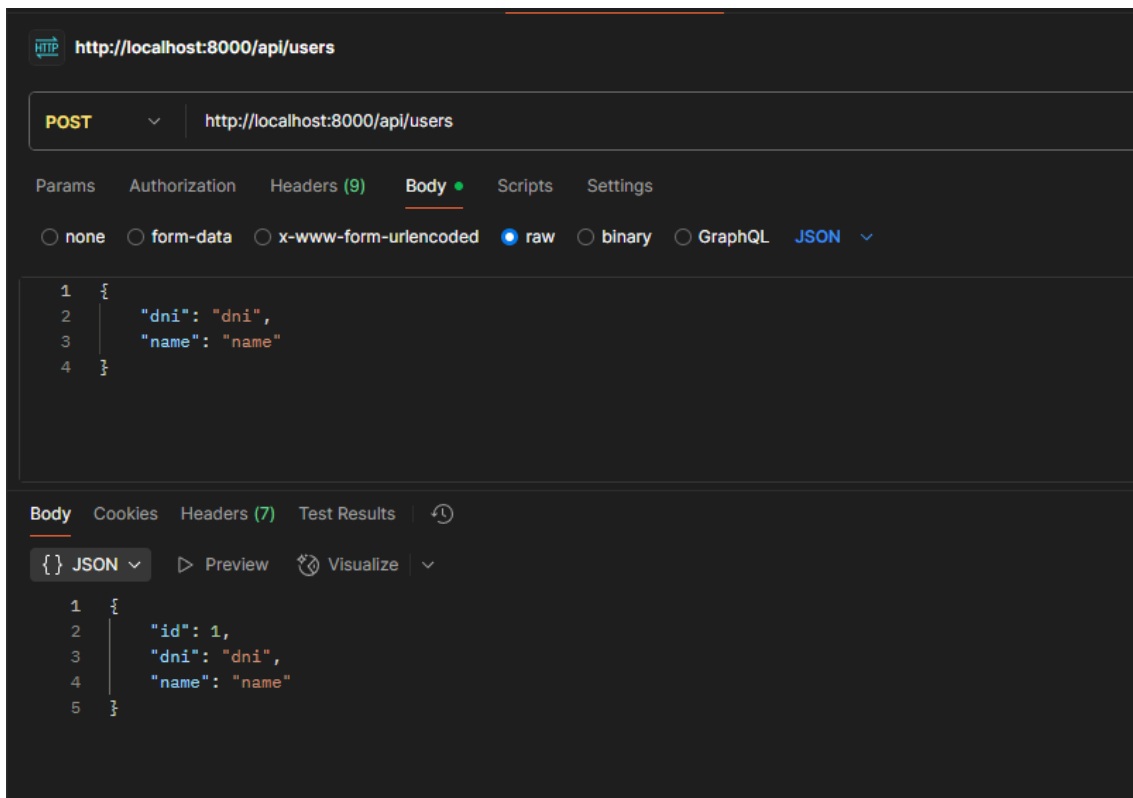 HTTP http://localhost:8000/api/users
POST http://localhost:8000/api/users
Params Authorization Headers (9) Body Scripts Settings
none form-data x-www-form-urlencoded raw binary GraphQL JSON
1 {
2 "dni": "dni",
3 "name": "name"
4 }
Body Cookies Headers (7) Test Results
{} JSON Preview Visualize
1 {
2 "id": 1,
3 "dni": "dni",
4 "name": "name"
5 }